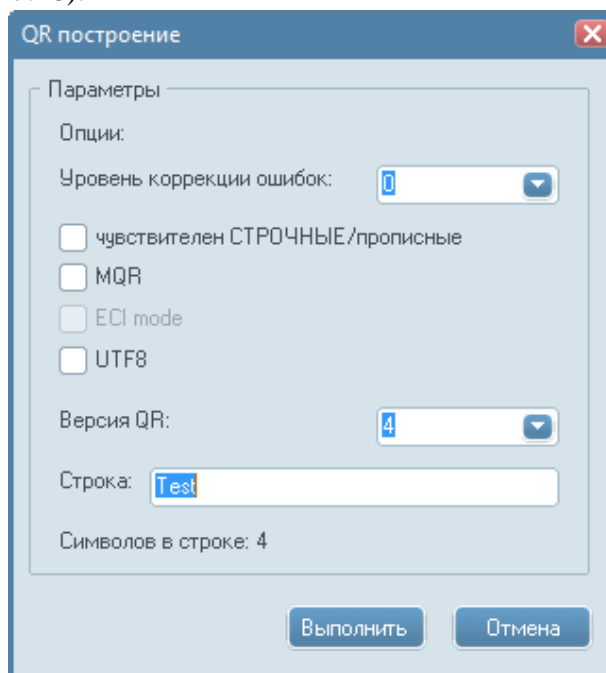 QR построение
Параметры
Опции:
Уровень коррекции ошибок: 0
чувствителен СТРОЧНЫЕ/прописные
MQR
ECI mode
UTF8
Версия QR: 4
Строка: Test
Символов в строке: 4
Выполнить Отмена